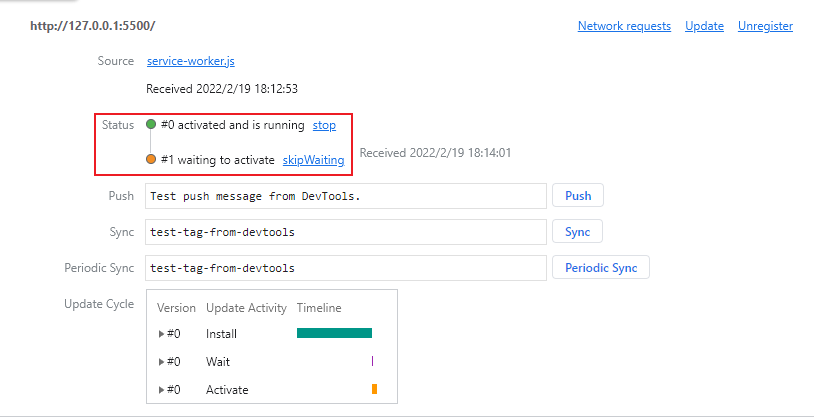 http://127.0.0.1:5500/ Network requests Update Unregister
Source service-worker.js
Received 2022/2/19 18:12:53
Status #0 activated and is running stop
#1 waiting to activate skipWaiting Received 2022/2/19 18:14:01
Push Test push message from DevTools. Push
Sync test-tag-from-devtools Sync
Periodic Sync test-tag-from-devtools Periodic Sync
Update Cycle Version Update Activity Timeline
#0 Install
#0 Wait
#0 Activate